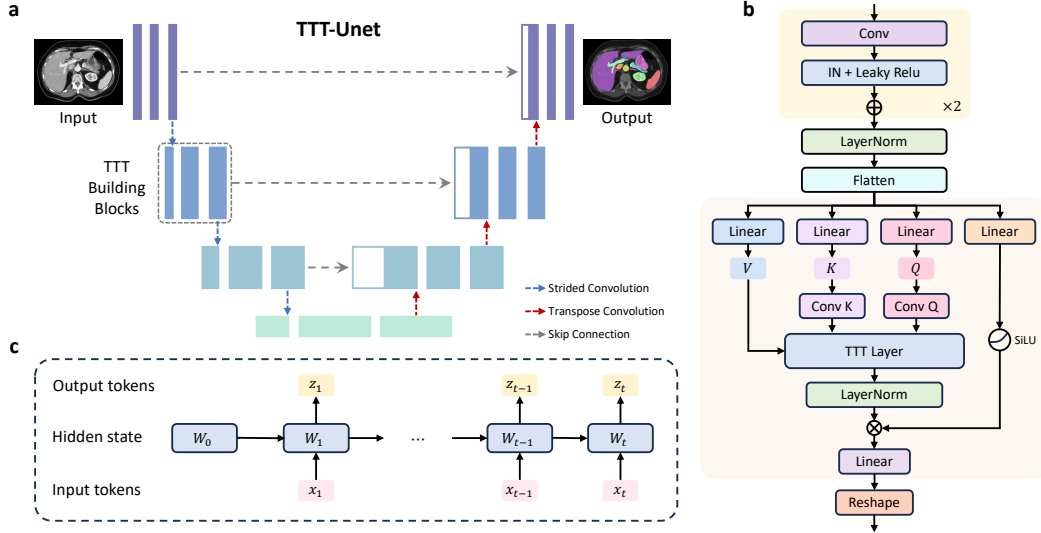 a
TTT-Unet
Input
Output
TTT
Building
Blocks
Strided Convolution
Transpose Convolution
Skip Connection
b
Conv
IN + Leaky Relu
×2
LayerNorm
Flatten
Linear Linear Linear Linear
V K Q
Conv K Conv Q
SiLU
TTT Layer
LayerNorm
Linear
Reshape
c
Output tokens z₁ zₜ₋₁ zₜ
Hidden state W₀ W₁ ... Wₜ₋₁ Wₜ
Input tokens x₁ xₜ₋₁ xₜ